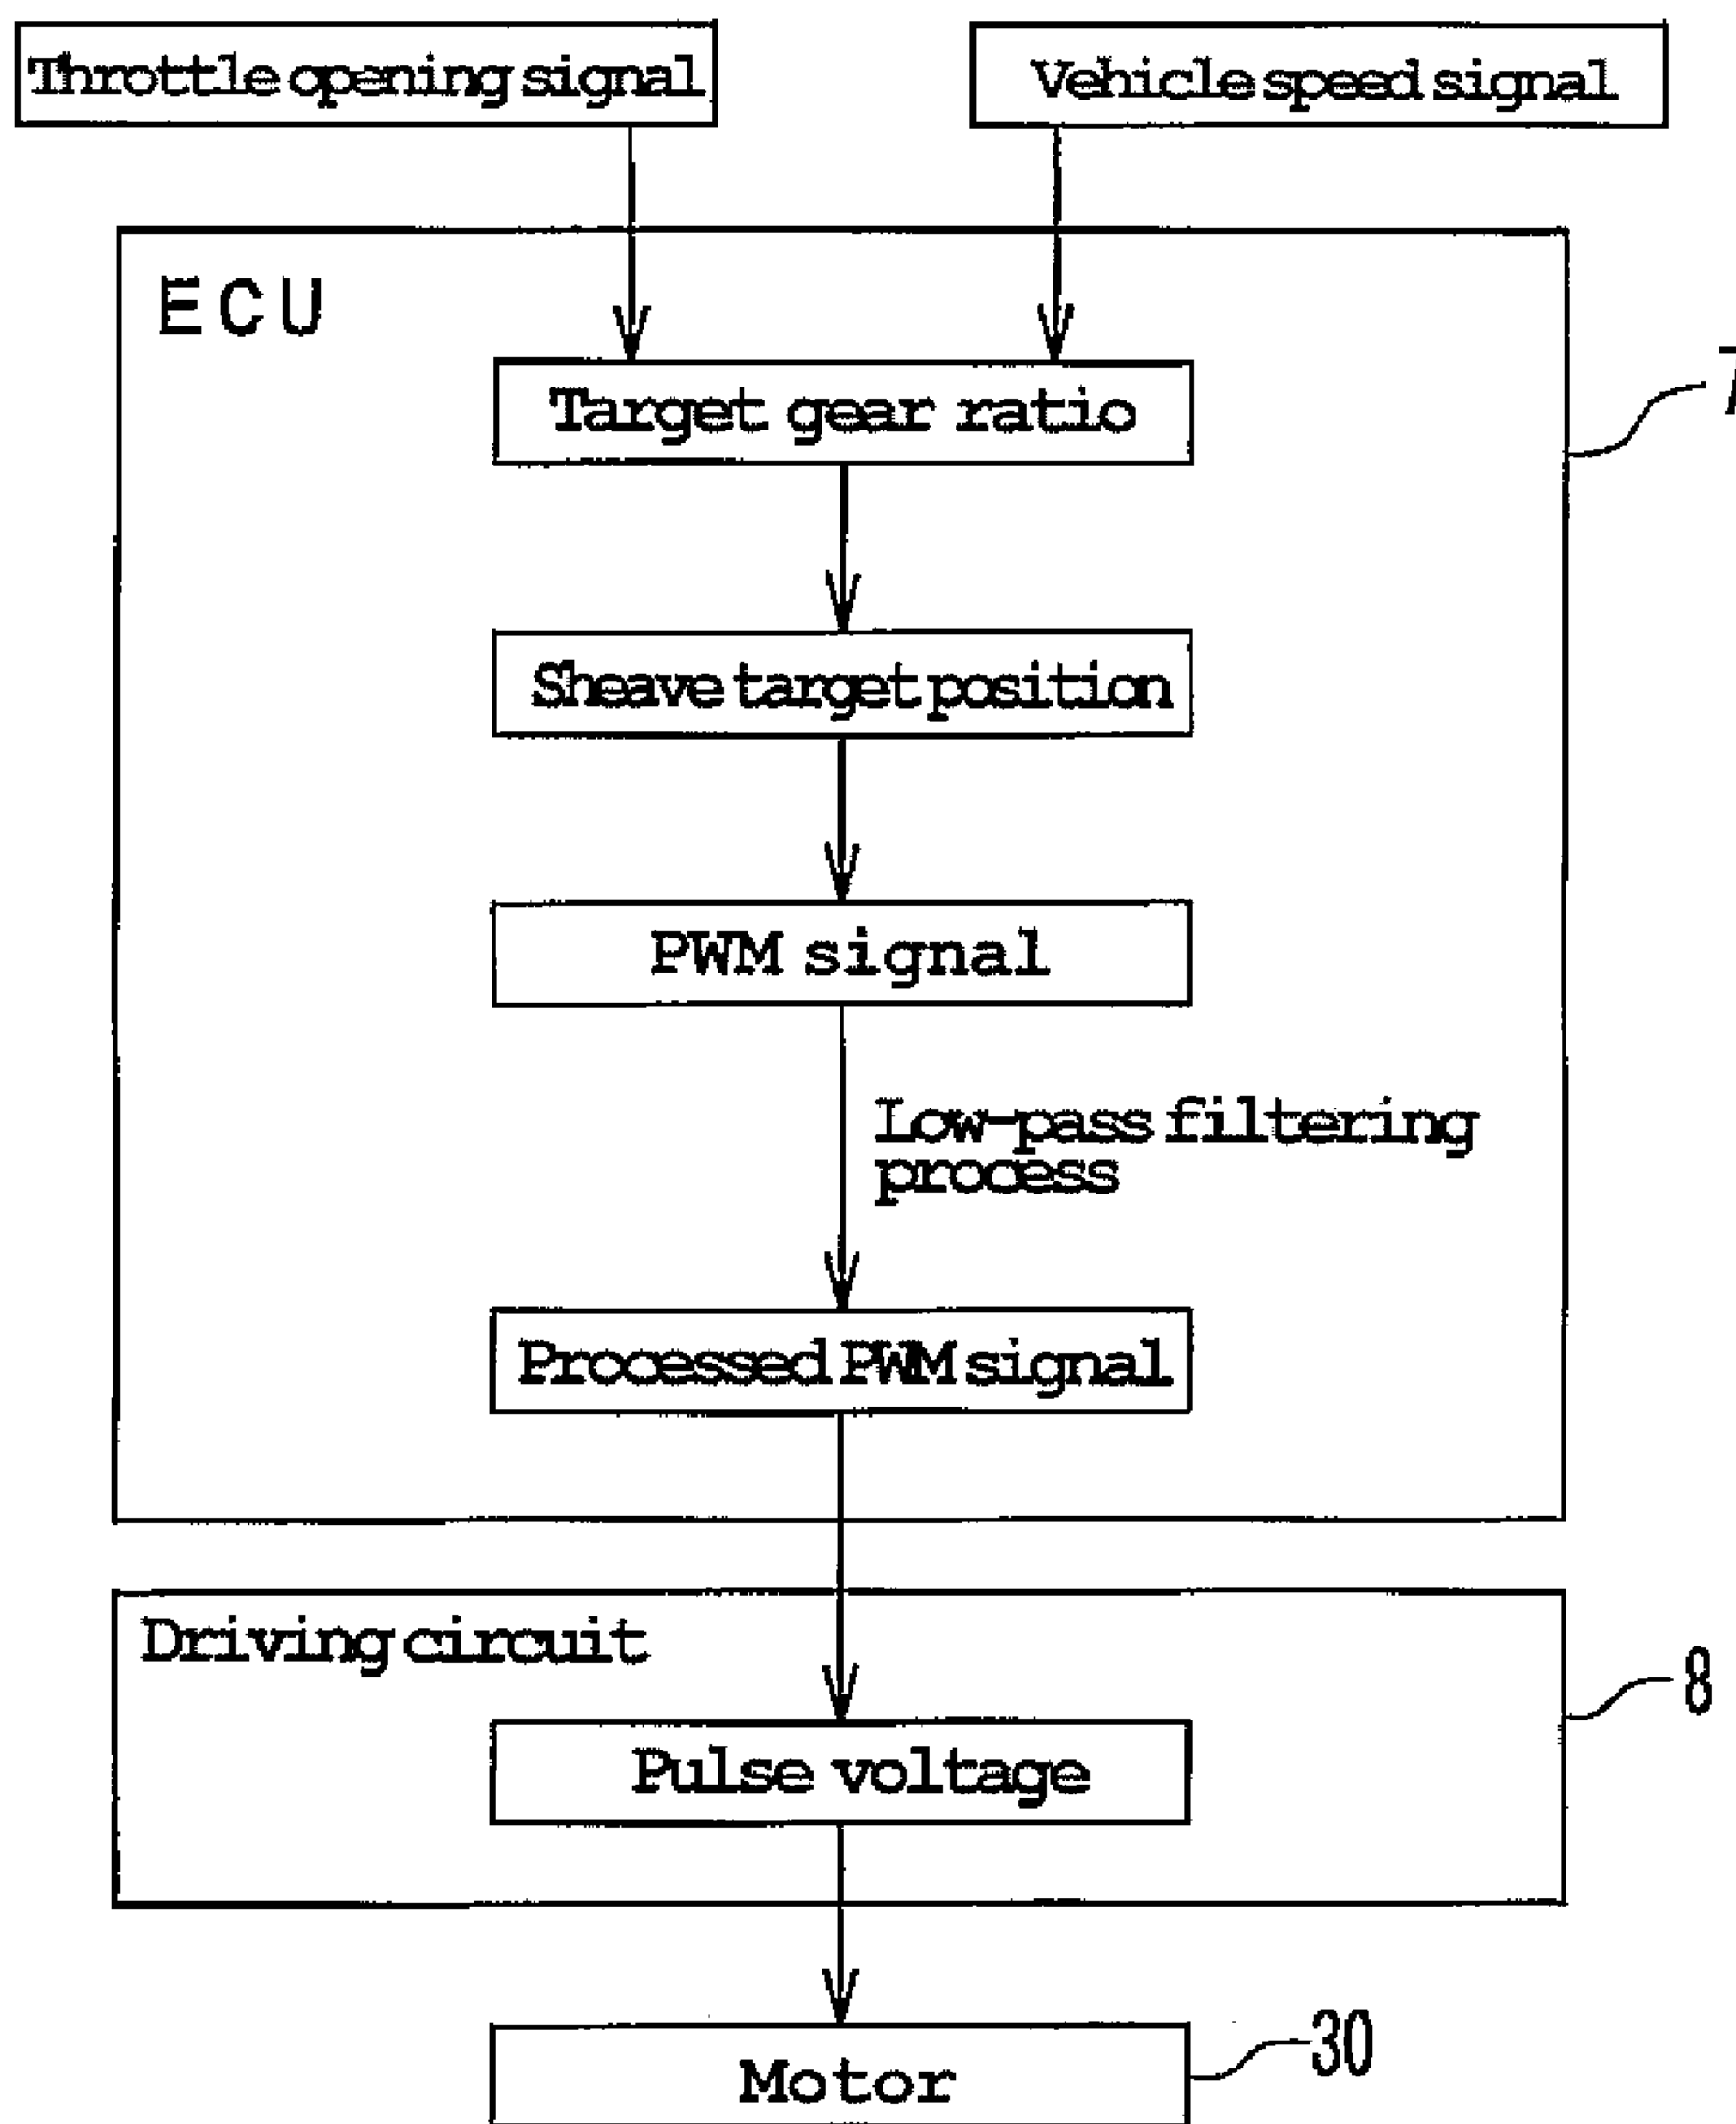 Throttle opening signal
Vehicle speed signal
ECU
7
Target gear ratio
Sheave target position
PWM signal
Low-pass filtering
process
Processed PWM signal
Driving circuit
8
Pulse voltage
30
Motor